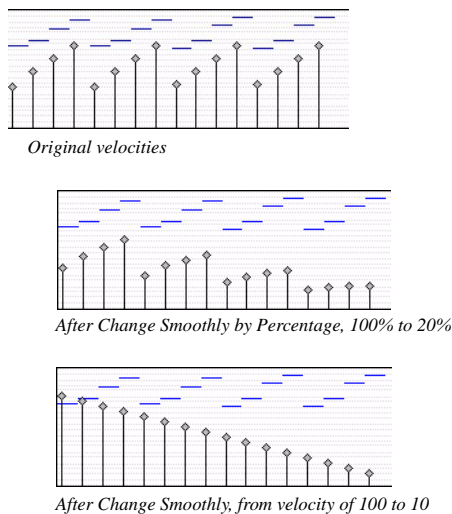 Original velocities
After Change Smoothly by Percentage, 100% to 20%
After Change Smoothly, from velocity of 100 to 10